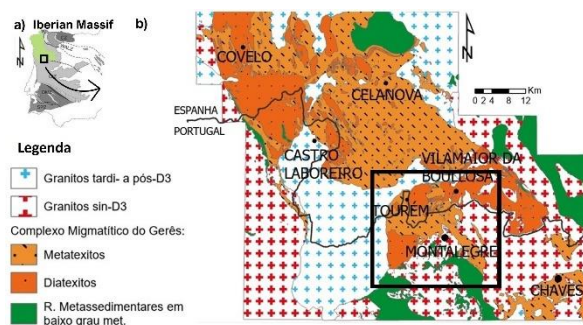 a)
Iberian Massif
N
b)
COVELO
CELANOVA
N
Km
0 2 4 8 12
ESPANHA
PORTUGAL
CASTRO
LABOREIRO
VILAMAIOR DA
BOULLOSA
TOUREM
MONTALEGRE
CHAVES
Legenda
Granitos tardi- a pós-D3
Granitos sin-D3
Complexo Migmatítico do Gerês:
Metatexitos
Diatexitos
R. Metassedimentares em
baixo grau met.